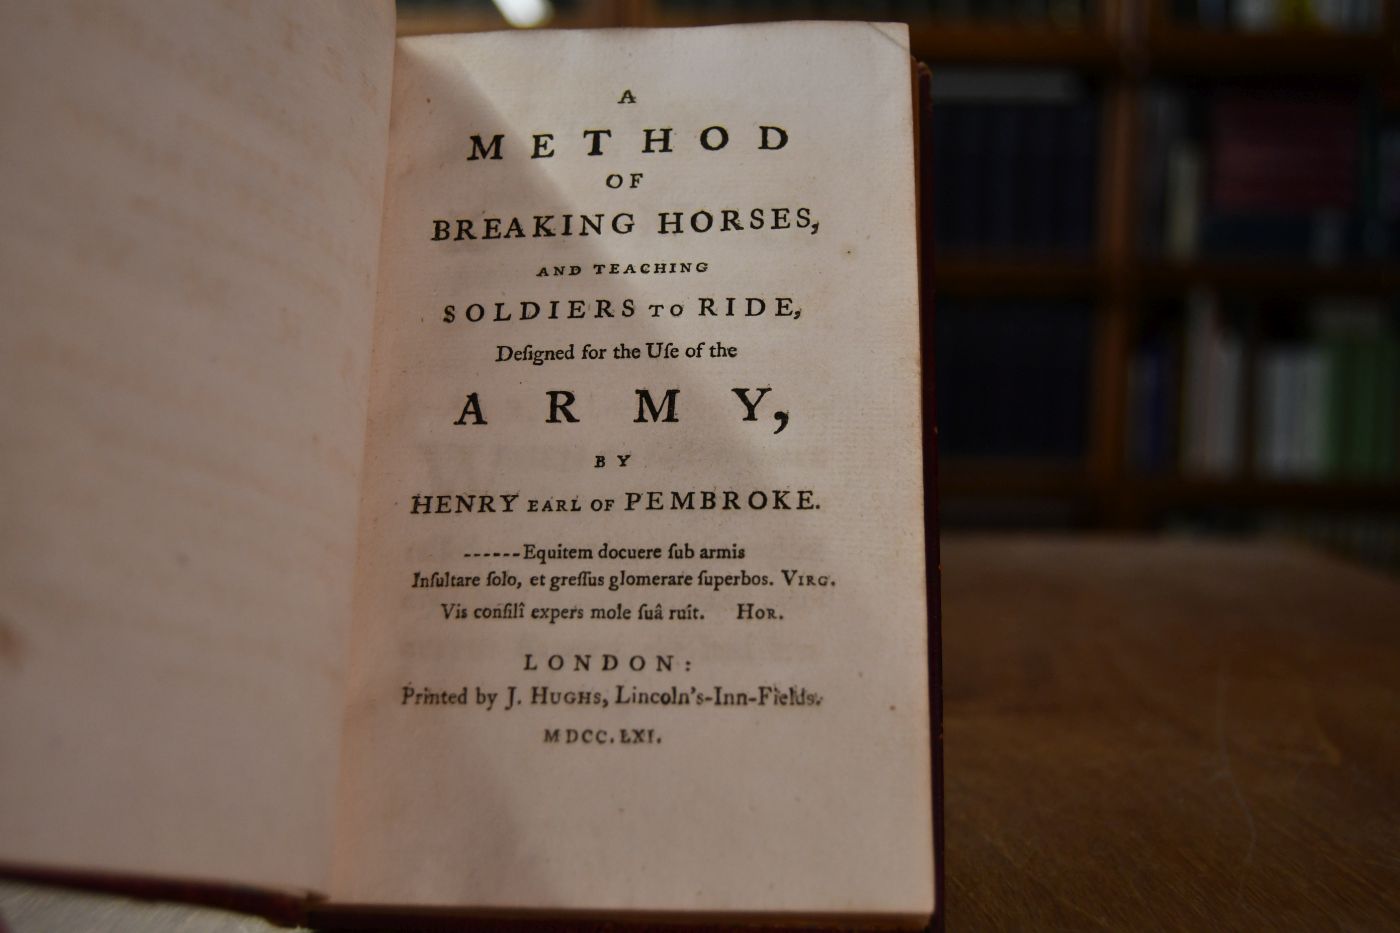 A
METHOD
OF
BREAKING HORSES,
AND TEACHING
SOLDIERS TO RIDE,
Deſigned for the Uſe of the
ARMY,
BY
HENRY EARL OF PEMBROKE.
------Equitem docuere ſub armis
Inſultare ſolo, et greſſus glomerare ſuperbos. VIRG.
Vis conſilî expers mole ſuâ ruit. HOR.
LONDON:
Printed by J. HUGHS, Lincoln's-Inn-Fields.
MDCC.LXI.